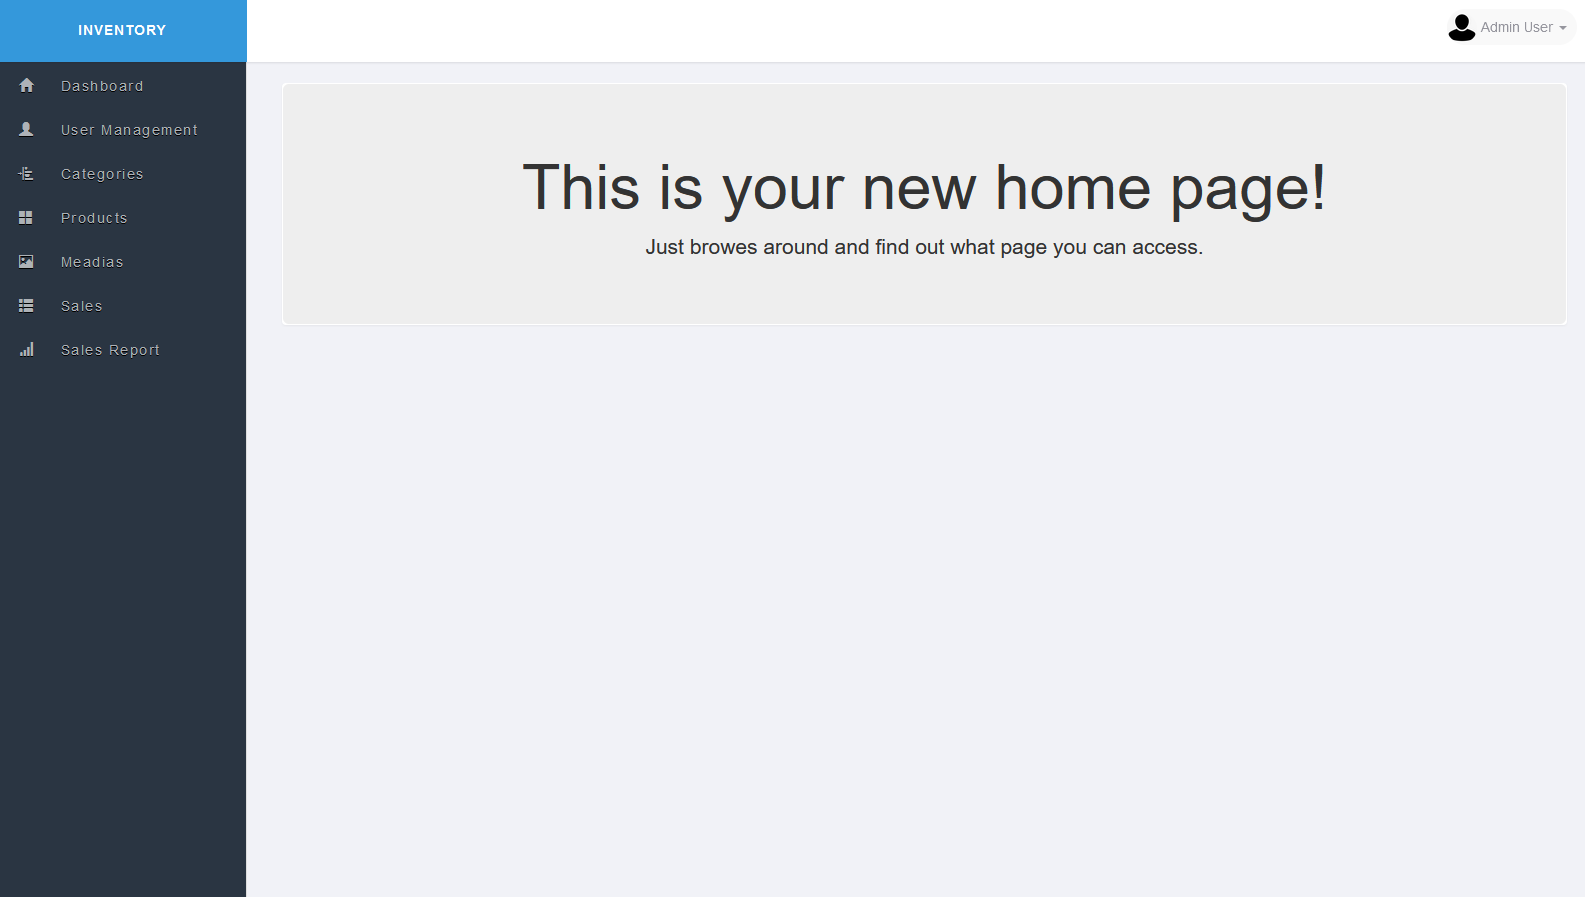 INVENTORY
Admin User
Dashboard
User Management
Categories
Products
Meadias
Sales
Sales Report
This is your new home page!
Just browes around and find out what page you can access.